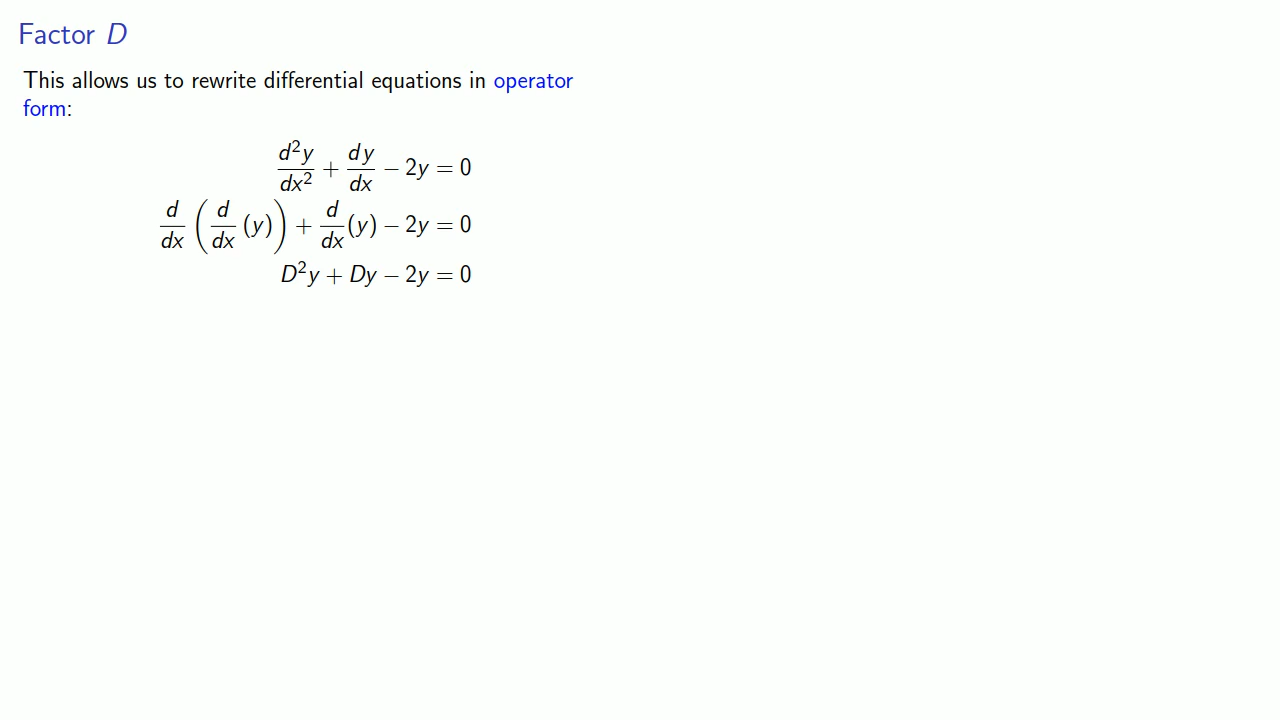 Factor D
This allows us to rewrite differential equations in operator
form:
d²y/dx² + dy/dx − 2y = 0
d/dx (d/dx (y)) + d/dx (y) − 2y = 0
D²y + Dy − 2y = 0